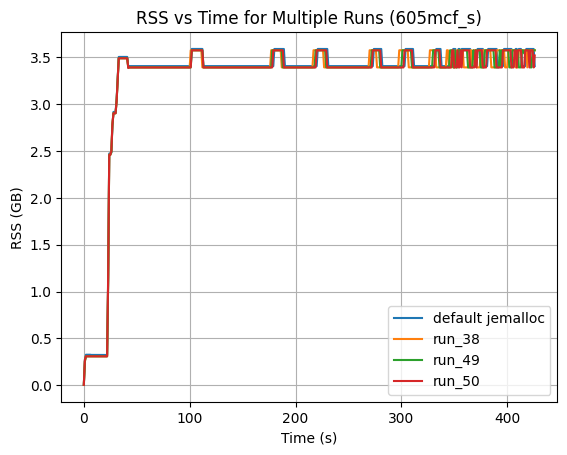 RSS vs Time for Multiple Runs (605mcf_s)
RSS (GB)
3.5
3.0
2.5
2.0
1.5
1.0
0.5
0.0
default jemalloc
run_38
run_49
run_50
0 100 200 300 400
Time (s)